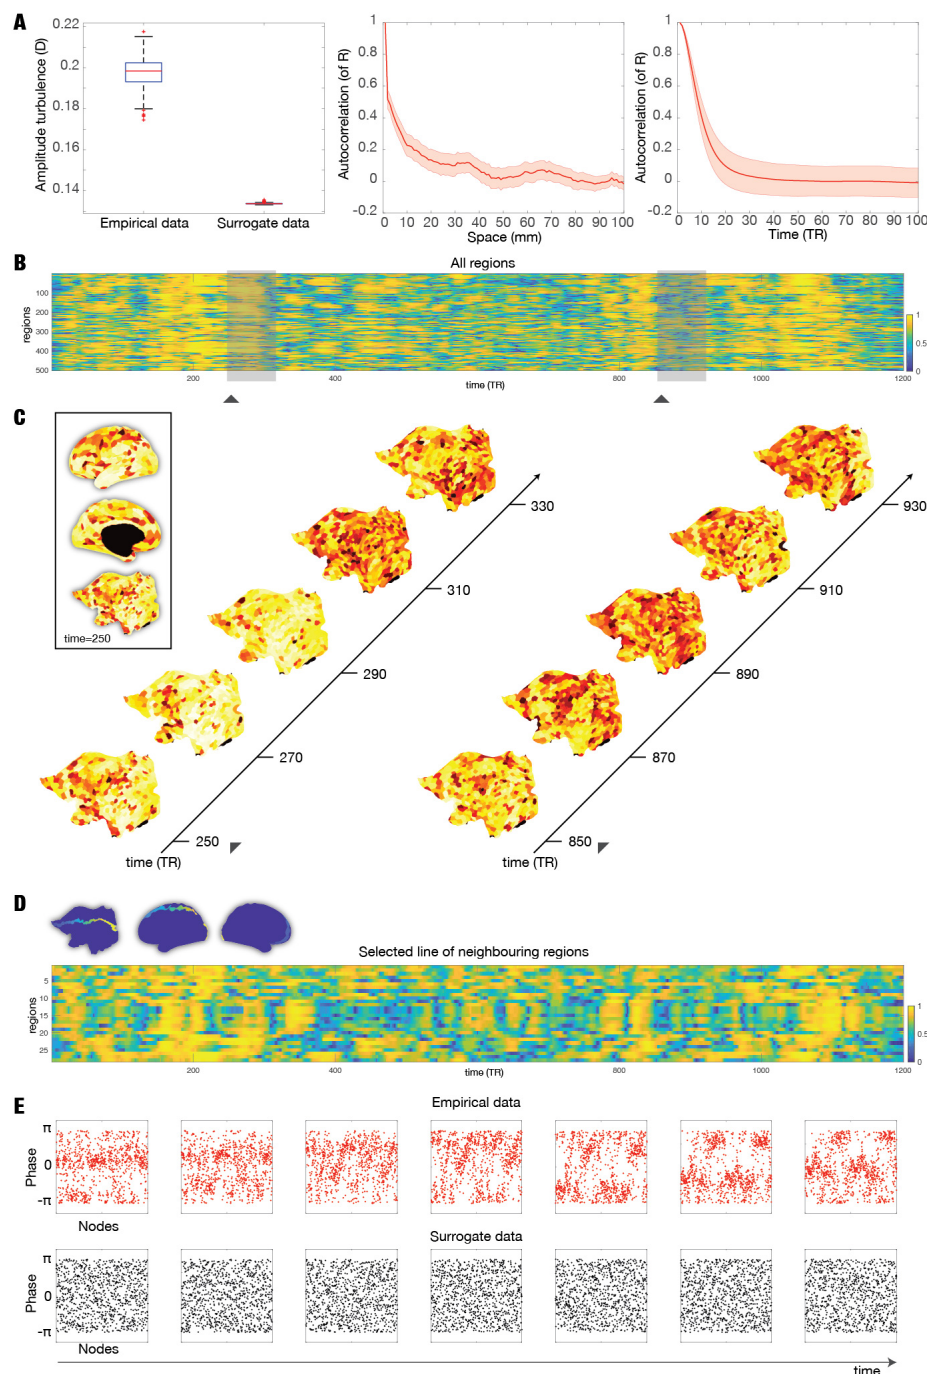 A
Amplitude turbulence (D)
0.22
0.2
0.18
0.16
0.14
Empirical data
Surrogate data
Autocorrelation (of R)
1
0.8
0.6
0.4
0.2
0
-0.2
0 10 20 30 40 50 60 70 80 90 100
Space (mm)
Autocorrelation (of R)
1
0.8
0.6
0.4
0.2
0
-0.2
0 10 20 30 40 50 60 70 80 90 100
Time (TR)
B
All regions
regions
100
200
300
400
500
200 400 600 800 1000 1200
time (TR)
1
0.5
0
C
time=250
330
310
290
270
250
time (TR)
930
910
890
870
850
time (TR)
D
Selected line of neighbouring regions
regions
5
10
15
20
25
200 400 600 800 1000 1200
time (TR)
1
0.5
0
E
Empirical data
Phase
π
0
-π
Nodes
Surrogate data
Phase
π
0
-π
Nodes
time